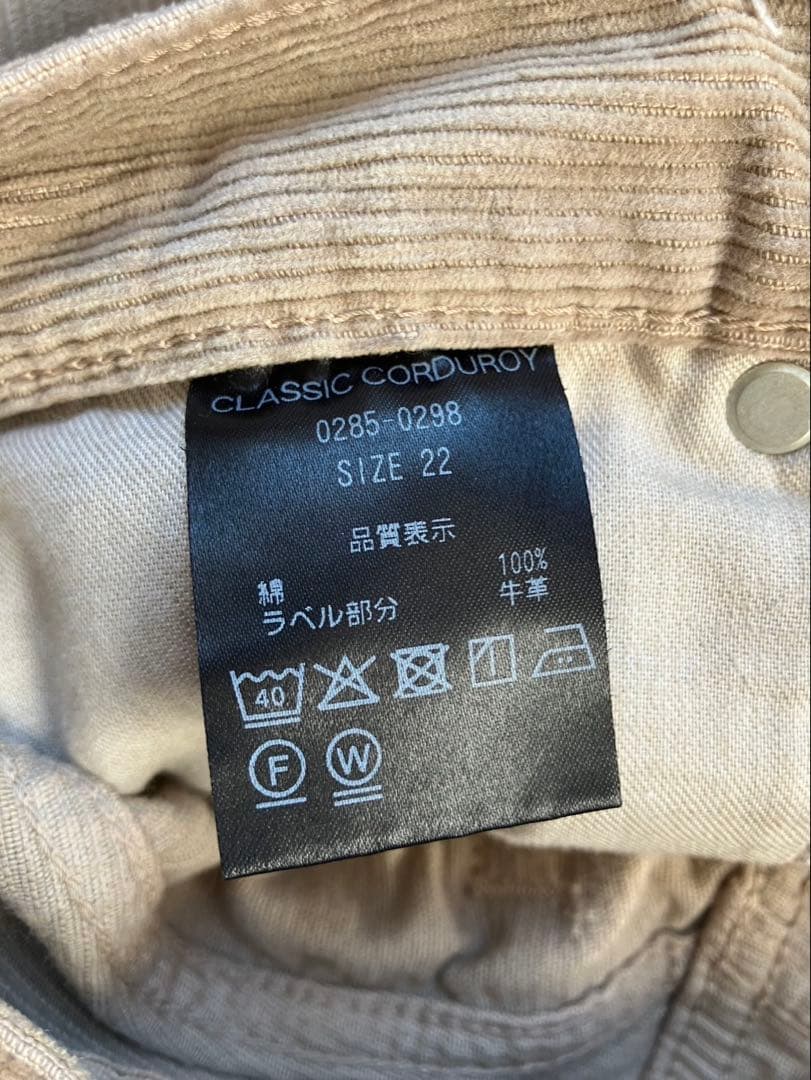 CLASSIC CORDUROY
0285-0298
SIZE 22
品質表示
綿 100%
ラベル部分 牛革
40
F W